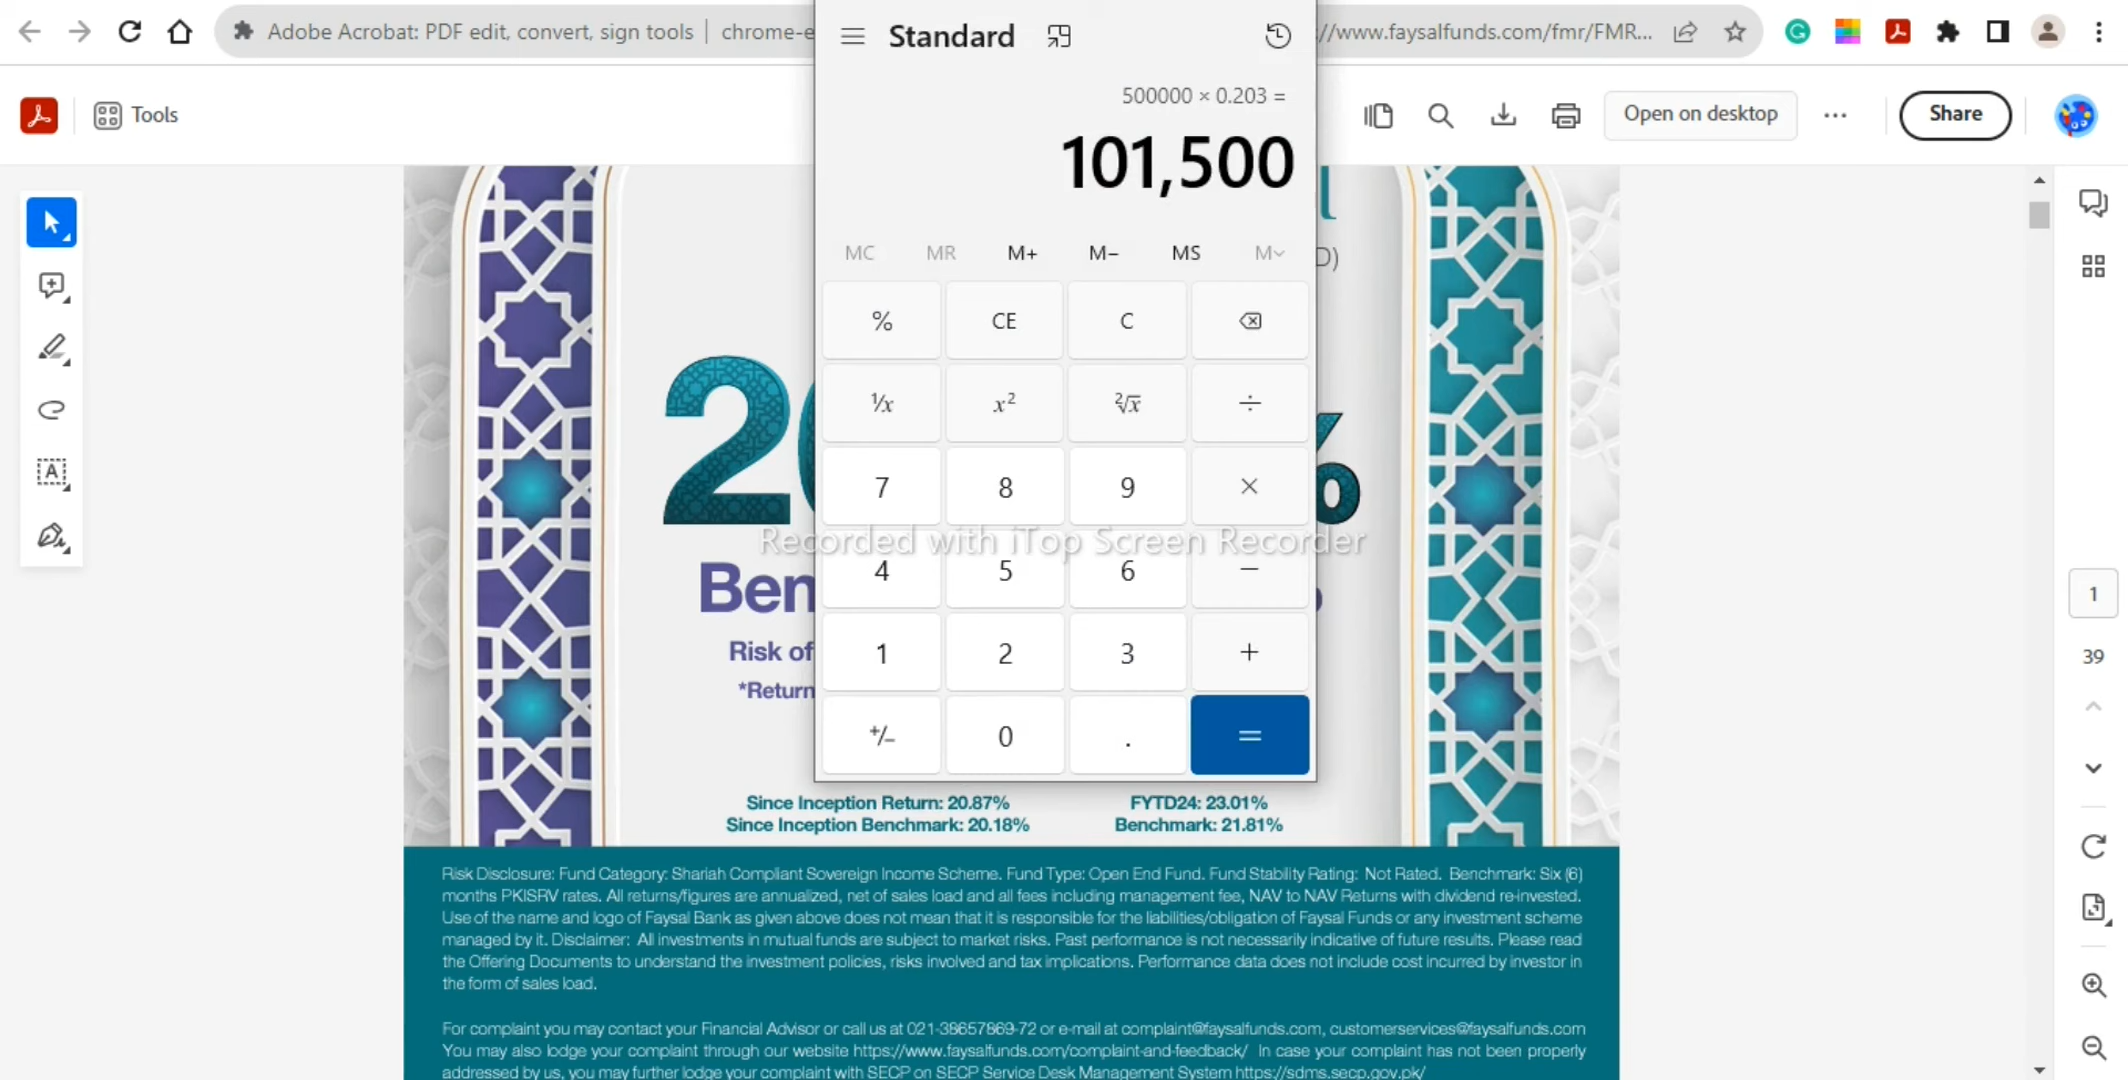 Adobe Acrobat: PDF edit, convert, sign tools
chrome-e
://www.faysalfunds.com/fmr/FMR...
Tools
Open on desktop
Share
Standard
500000 × 0.203 =
101,500
MC MR M+ M− MS M
% CE C
¹/x x² ²√x ÷
7 8 9 ×
4 5 6 −
1 2 3 +
+/− 0 . =
D)
2
%
Recorded with iTop Screen Recorder
Ben
Risk of
*Return
Since Inception Return: 20.87%
Since Inception Benchmark: 20.18%
FYTD24: 23.01%
Benchmark: 21.81%
Risk Disclosure: Fund Category: Shariah Compliant Sovereign Income Scheme. Fund Type: Open End Fund. Fund Stability Rating: Not Rated. Benchmark: Six (6)
months PKISRV rates. All returns/figures are annualized, net of sales load and all fees including management fee, NAV to NAV Returns with dividend re-invested.
Use of the name and logo of Faysal Bank as given above does not mean that it is responsible for the liabilities/obligation of Faysal Funds or any investment scheme
managed by it. Disclaimer: All investments in mutual funds are subject to market risks. Past performance is not necessarily indicative of future results. Please read
the Offering Documents to understand the investment policies, risks involved and tax implications. Performance data does not include cost incurred by investor in
the form of sales load.
For complaint you may contact your Financial Advisor or call us at 021-38657869-72 or e-mail at complaint@faysalfunds.com, customerservices@faysalfunds.com
You may also lodge your complaint through our website https://www.faysalfunds.com/complaint-and-feedback/ In case your complaint has not been properly
addressed by us, you may further lodge your complaint with SECP on SECP Service Desk Management System https://sdms.secp.gov.pk/
1
39